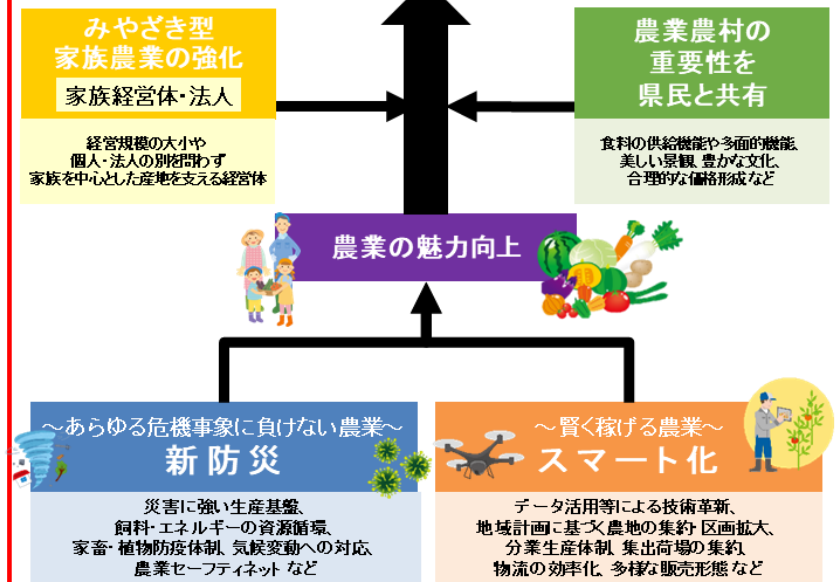 みやざき型
家族農業の強化
家族経営体・法人
経営規模の大小や
個人・法人の別を問わず
家族を中心とした産地を支える経営体
農業農村の
重要性を
県民と共有
食料の供給機能や多面的機能、
美しい景観、豊かな文化、
合理的な価格形成など
農業の魅力向上
～あらゆる危機事象に負けない農業～
新防災
災害に強い生産基盤、
飼料・エネルギーの資源循環、
家畜・植物防疫体制、気候変動への対応、
農業セーフティネットなど
～賢く稼げる農業～
スマート化
データ活用等による技術革新、
地域計画に基づく農地の集約・区画拡大、
分業生産体制、集出荷場の集約、
物流の効率化、多様な販売形態など